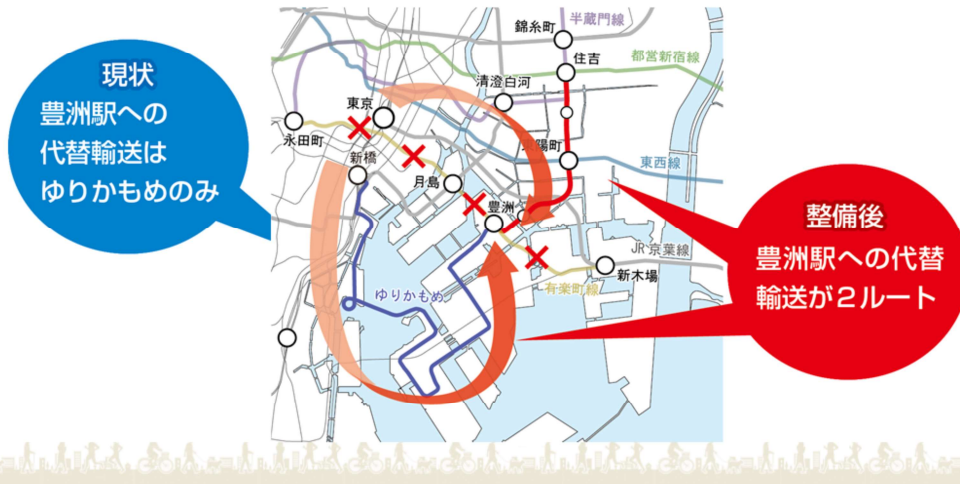 現状
豊洲駅への
代替輸送は
ゆりかもめのみ
錦糸町
半蔵門線
住吉
都営新宿線
清澄白河
東京
永田町
新橋
月島
陽町
東西線
豊洲
JR京葉線
新木場
有楽町線
ゆりかもめ
整備後
豊洲駅への代替
輸送が2ルート